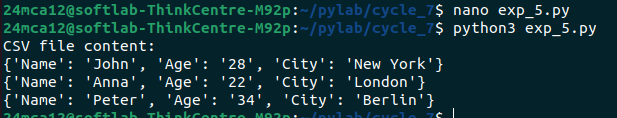 24mca12@softlab-ThinkCentre-M92p:~/pylab/cycle_7$ nano exp_5.py
24mca12@softlab-ThinkCentre-M92p:~/pylab/cycle_7$ python3 exp_5.py
CSV file content:
{'Name': 'John', 'Age': '28', 'City': 'New York'}
{'Name': 'Anna', 'Age': '22', 'City': 'London'}
{'Name': 'Peter', 'Age': '34', 'City': 'Berlin'}
24mca12@softlab-ThinkCentre-M92p:~/pylab/cycle_7$